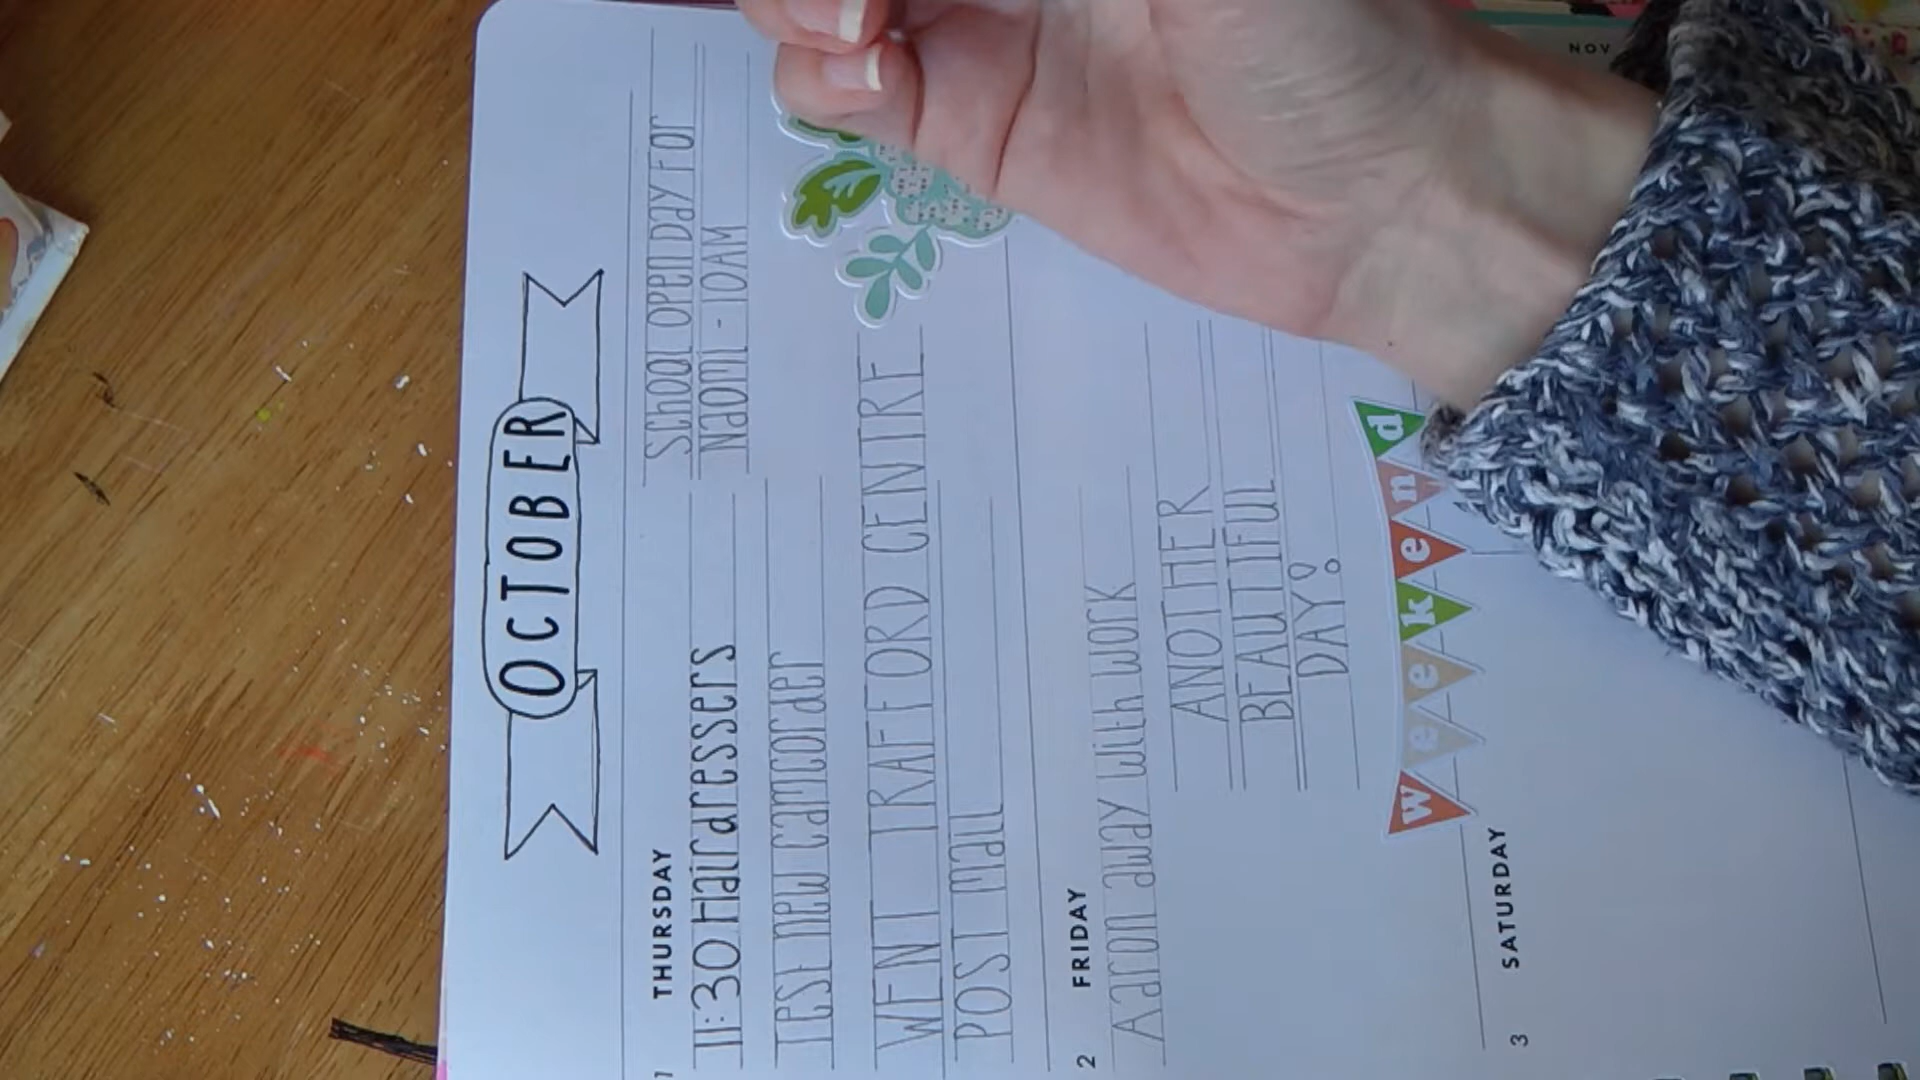 OCTOBER
NOV
1 THURSDAY
11:30 Hairdressers
Test new camcorder
School open Day For
Naomi - 10AM
WENT TRAFFORD CENTRE
POST Mail
2 FRIDAY
Aaron away with work
ANOTHER
BEAUTIFUL
DAY!
weekend
3 SATURDAY